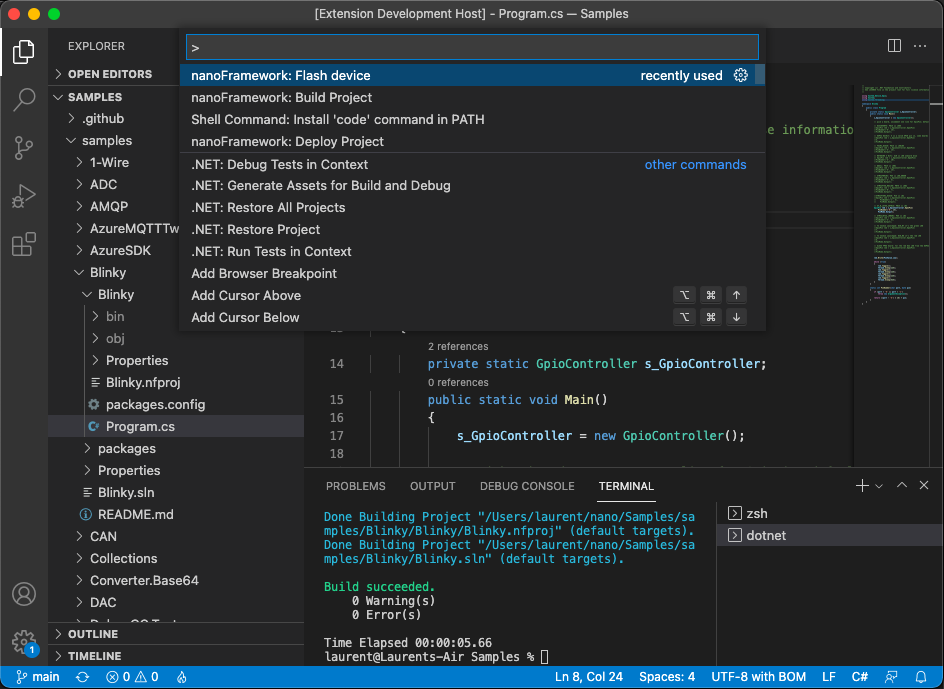 [Extension Development Host] - Program.cs — Samples
EXPLORER
OPEN EDITORS
SAMPLES
.github
samples
1-Wire
ADC
AMQP
AzureMQTTTw
AzureSDK
Blinky
Blinky
bin
obj
Properties
Blinky.nfproj
packages.config
Program.cs
packages
Properties
Blinky.sln
README.md
CAN
Collections
Converter.Base64
DAC
OUTLINE
TIMELINE
1
>
nanoFramework: Flash device recently used
nanoFramework: Build Project
Shell Command: Install 'code' command in PATH
nanoFramework: Deploy Project
.NET: Debug Tests in Context other commands
.NET: Generate Assets for Build and Debug
.NET: Restore All Projects
.NET: Restore Project
.NET: Run Tests in Context
Add Browser Breakpoint
Add Cursor Above ⌥ ⌘ ↑
Add Cursor Below ⌥ ⌘ ↓
e information
2 references
14 private static GpioController s_GpioController;
0 references
15 public static void Main()
16 {
17 s_GpioController = new GpioController();
18
PROBLEMS OUTPUT DEBUG CONSOLE TERMINAL
Done Building Project "/Users/laurent/nano/Samples/sa
mples/Blinky/Blinky/Blinky.nfproj" (default targets).
Done Building Project "/Users/laurent/nano/Samples/sa
mples/Blinky/Blinky.sln" (default targets).
Build succeeded.
0 Warning(s)
0 Error(s)
Time Elapsed 00:00:05.66
laurent@Laurents-Air Samples %
zsh
dotnet
main 0 0 Ln 8, Col 24 Spaces: 4 UTF-8 with BOM LF C#